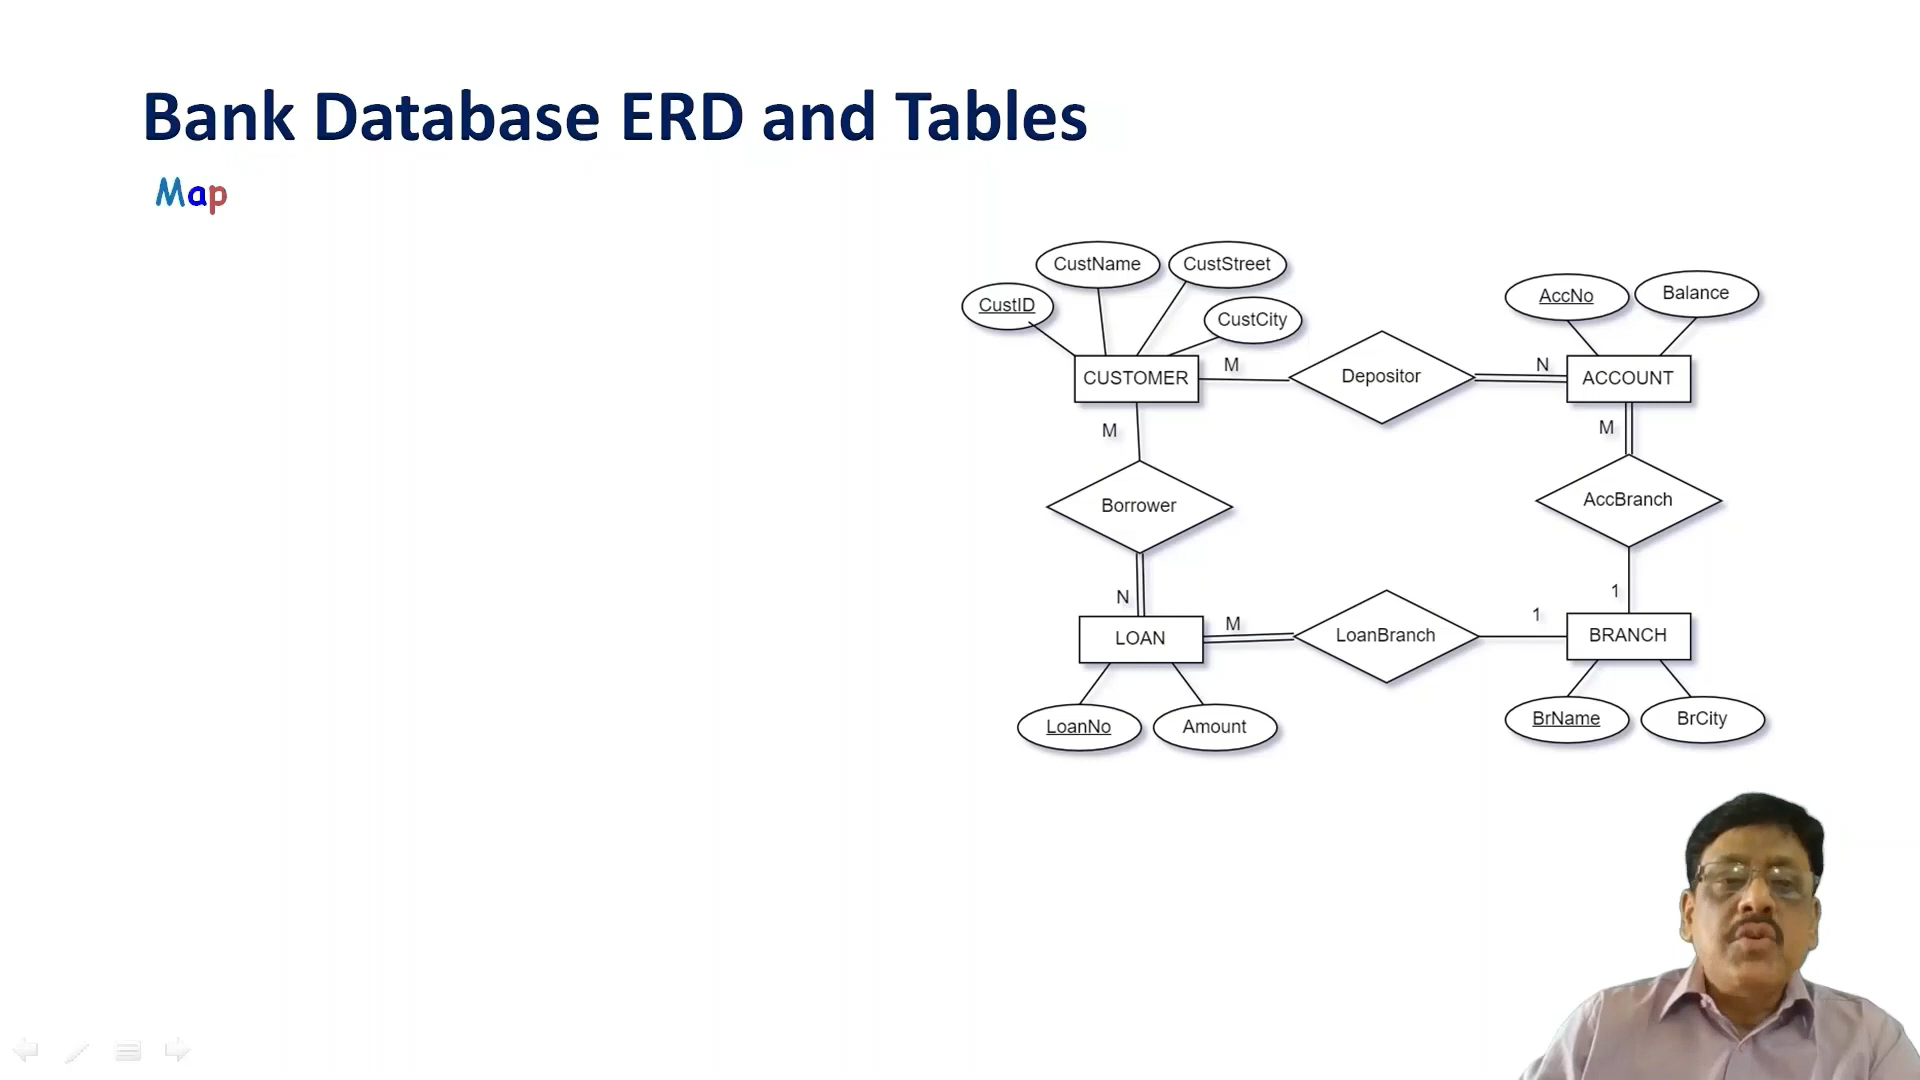 Bank Database ERD and Tables
Map
CustName
CustStreet
CustID
CustCity
AccNo
Balance
CUSTOMER
M
Depositor
N
ACCOUNT
M
M
Borrower
AccBranch
N
1
LOAN
M
LoanBranch
1
BRANCH
LoanNo
Amount
BrName
BrCity